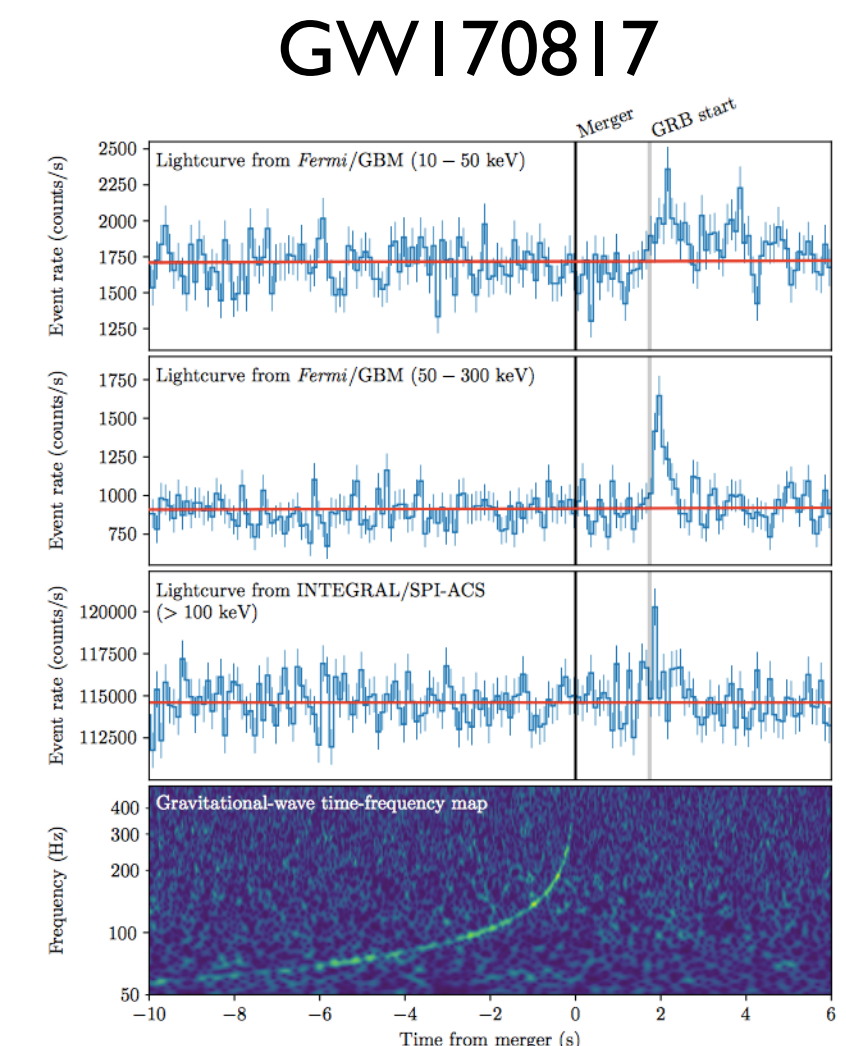 GW170817
Merger GRB start
Event rate (counts/s)
2500
2250
2000
1750
1500
1250
Lightcurve from Fermi/GBM (10 − 50 keV)
Event rate (counts/s)
1750
1500
1250
1000
750
Lightcurve from Fermi/GBM (50 − 300 keV)
Event rate (counts/s)
120000
117500
115000
112500
Lightcurve from INTEGRAL/SPI-ACS
(> 100 keV)
Frequency (Hz)
400
300
200
100
50
Gravitational-wave time-frequency map
−10 −8 −6 −4 −2 0 2 4 6
Time from merger (s)